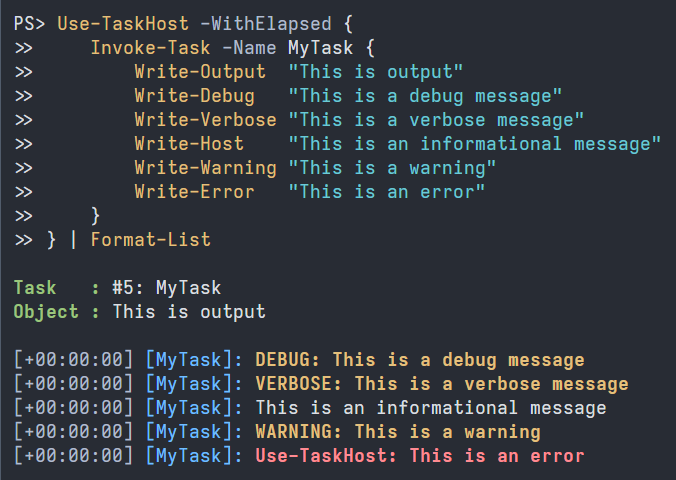 PS> Use-TaskHost -WithElapsed {
>>     Invoke-Task -Name MyTask {
>>         Write-Output  "This is output"
>>         Write-Debug   "This is a debug message"
>>         Write-Verbose "This is a verbose message"
>>         Write-Host    "This is an informational message"
>>         Write-Warning "This is a warning"
>>         Write-Error   "This is an error"
>>     }
>> } | Format-List
Task   : #5: MyTask
Object : This is output
[+00:00:00] [MyTask]: DEBUG: This is a debug message
[+00:00:00] [MyTask]: VERBOSE: This is a verbose message
[+00:00:00] [MyTask]: This is an informational message
[+00:00:00] [MyTask]: WARNING: This is a warning
[+00:00:00] [MyTask]: Use-TaskHost: This is an error